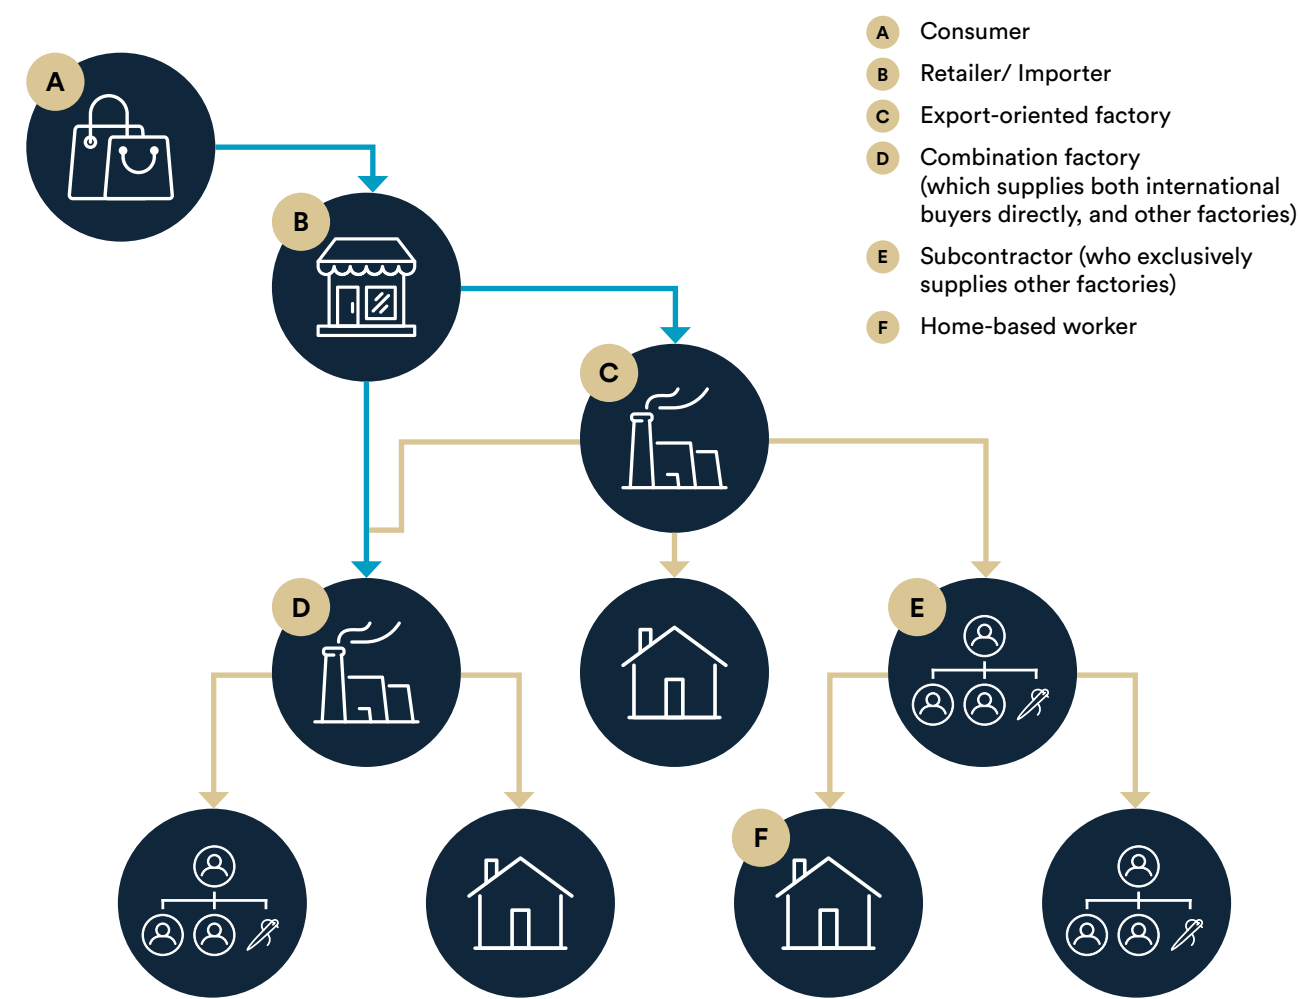 A Consumer
B Retailer/ Importer
C Export-oriented factory
D Combination factory
(which supplies both international
buyers directly, and other factories)
E Subcontractor (who exclusively
supplies other factories)
F Home-based worker
A
B
C
D
E
F